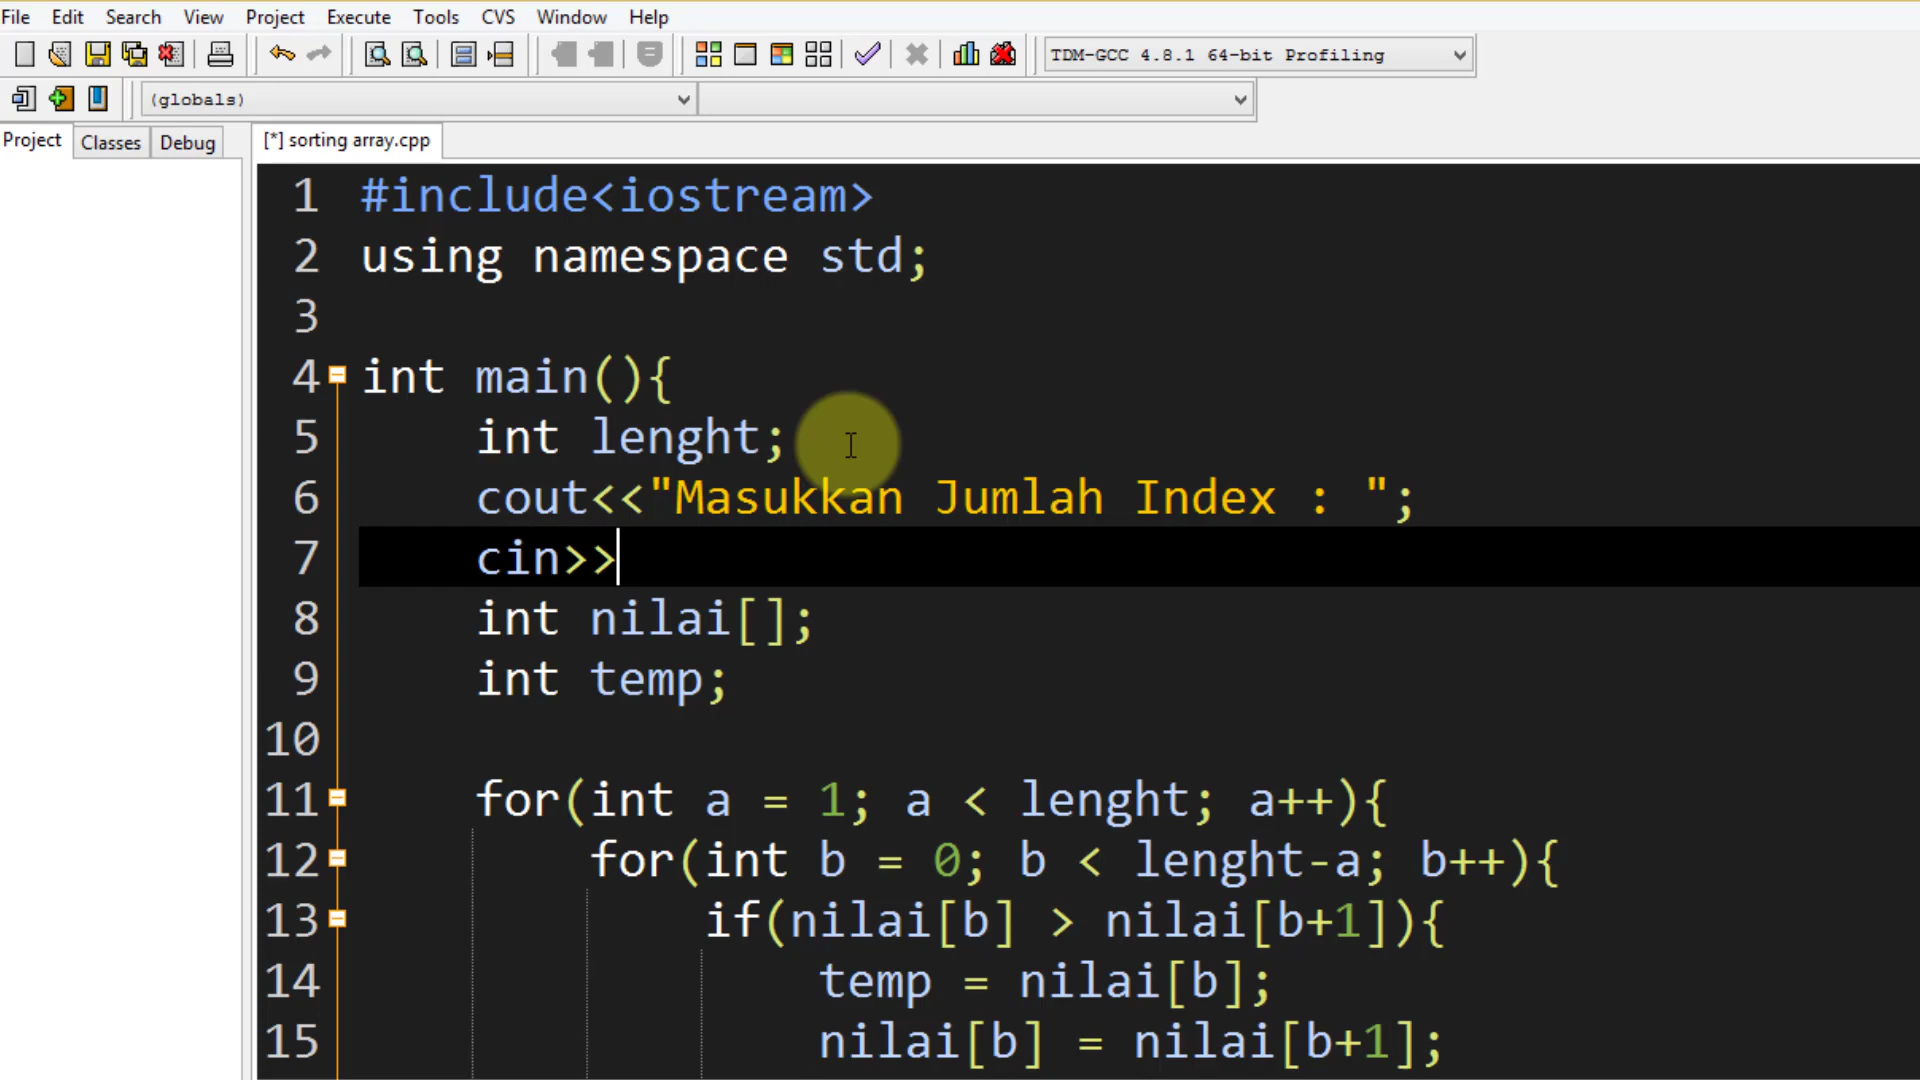 File Edit Search View Project Execute Tools CVS Window Help
TDM-GCC 4.8.1 64-bit Profiling
(globals)
Project Classes Debug
[*] sorting array.cpp
1 #include<iostream>
2 using namespace std;
3
4 int main(){
5 int lenght;
6 cout<<"Masukkan Jumlah Index : ";
7 cin>>
8 int nilai[];
9 int temp;
10
11 for(int a = 1; a < lenght; a++){
12 for(int b = 0; b < lenght-a; b++){
13 if(nilai[b] > nilai[b+1]){
14 temp = nilai[b];
15 nilai[b] = nilai[b+1];